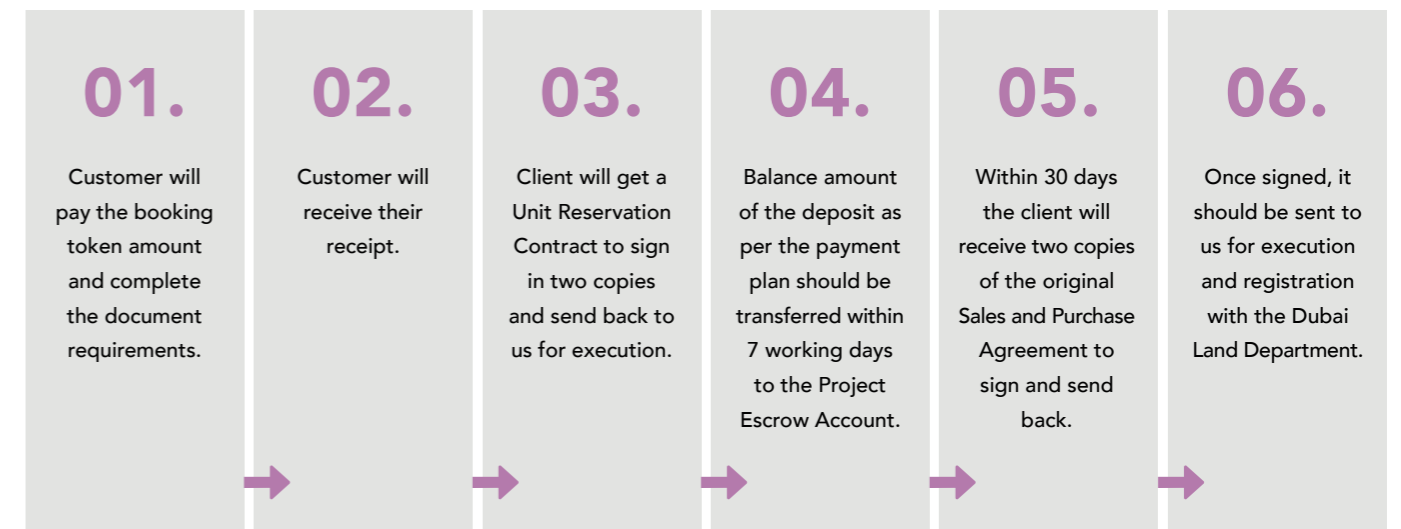 01.
Customer will
pay the booking
token amount
and complete
the document
requirements.
02.
Customer will
receive their
receipt.
03.
Client will get a
Unit Reservation
Contract to sign
in two copies
and send back to
us for execution.
04.
Balance amount
of the deposit as
per the payment
plan should be
transferred within
7 working days
to the Project
Escrow Account.
05.
Within 30 days
the client will
receive two copies
of the original
Sales and Purchase
Agreement to
sign and send
back.
06.
Once signed, it
should be sent to
us for execution
and registration
with the Dubai
Land Department.